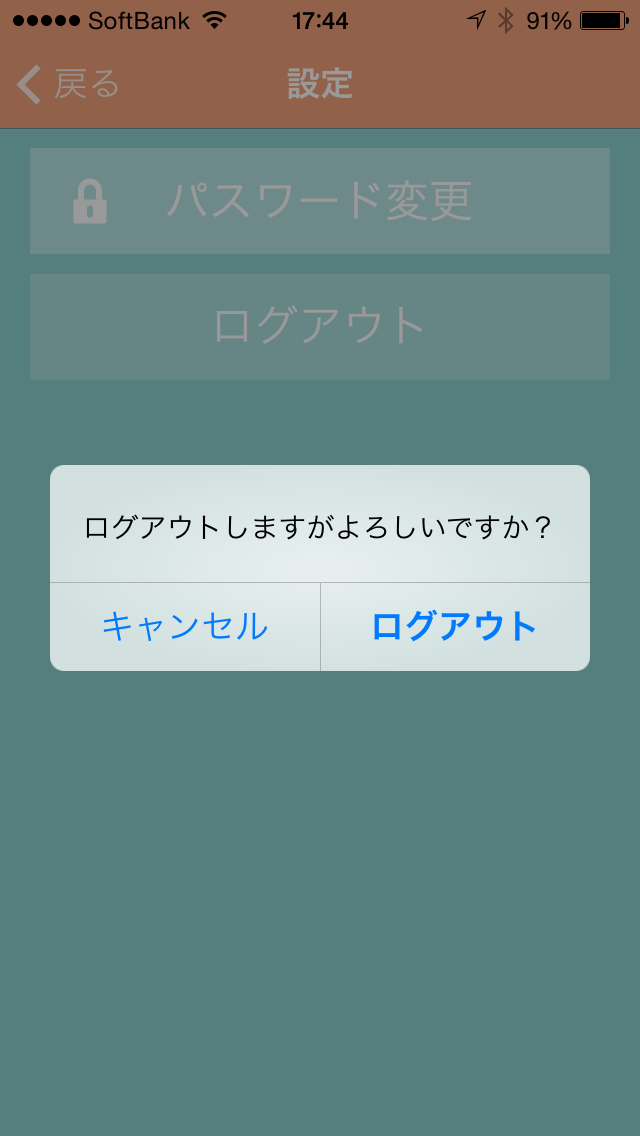 SoftBank 17:44 91%
戻る 設定
パスワード変更
ログアウト
ログアウトしますがよろしいですか？
キャンセル ログアウト